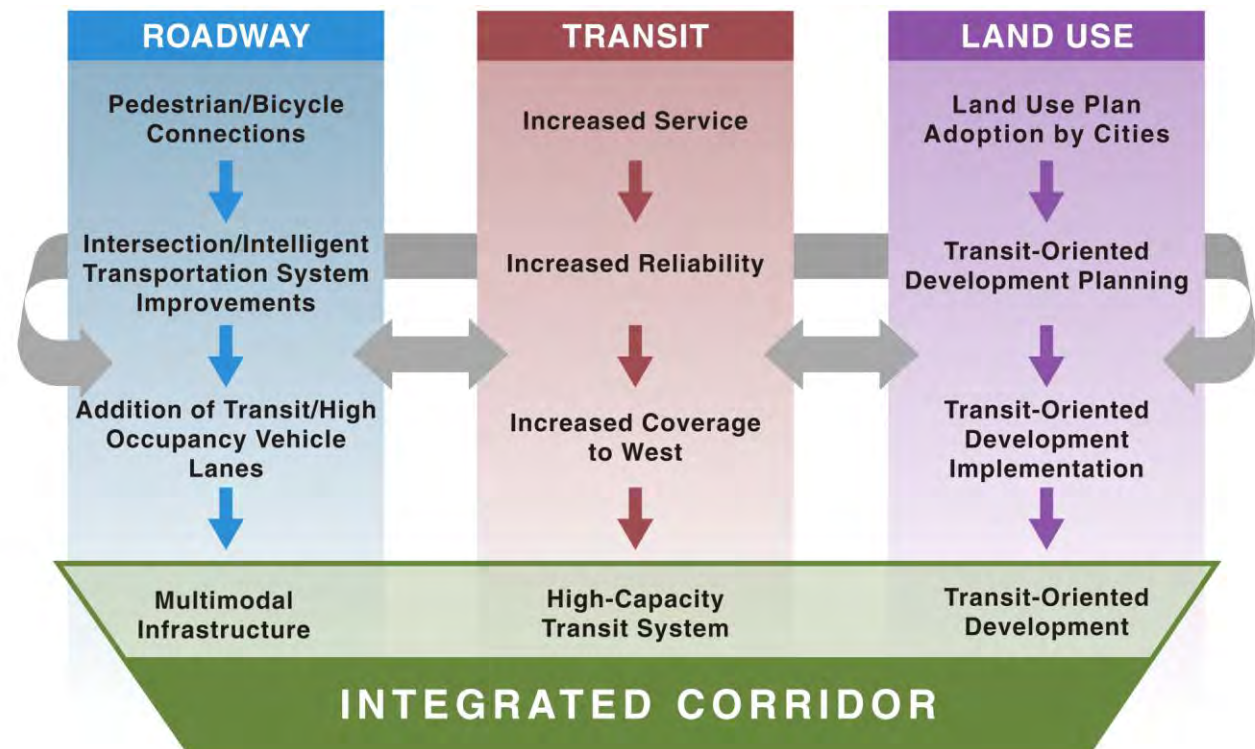 ROADWAY
Pedestrian/Bicycle
Connections
Intersection/Intelligent
Transportation System
Improvements
Addition of Transit/High
Occupancy Vehicle
Lanes
Multimodal
Infrastructure
TRANSIT
Increased Service
Increased Reliability
Increased Coverage
to West
High-Capacity
Transit System
LAND USE
Land Use Plan
Adoption by Cities
Transit-Oriented
Development Planning
Transit-Oriented
Development
Implementation
Transit-Oriented
Development
INTEGRATED CORRIDOR